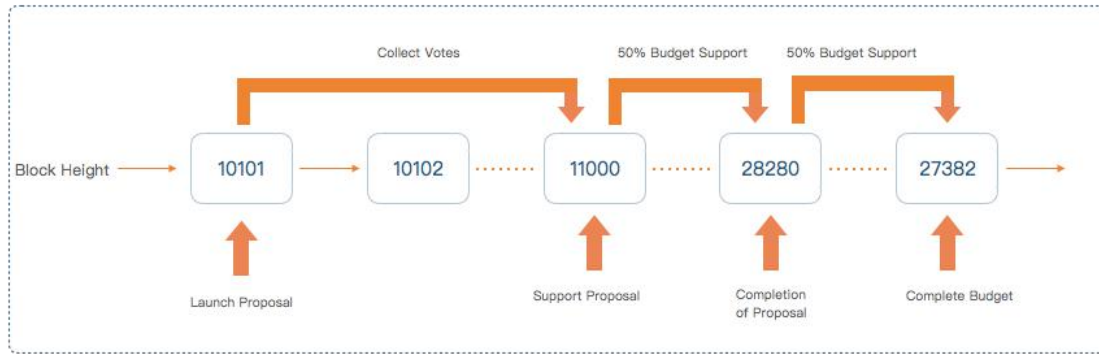 Collect Votes
50% Budget Support
50% Budget Support
Block Height
10101
10102
11000
28280
27382
Launch Proposal
Support Proposal
Completion
of Proposal
Complete Budget